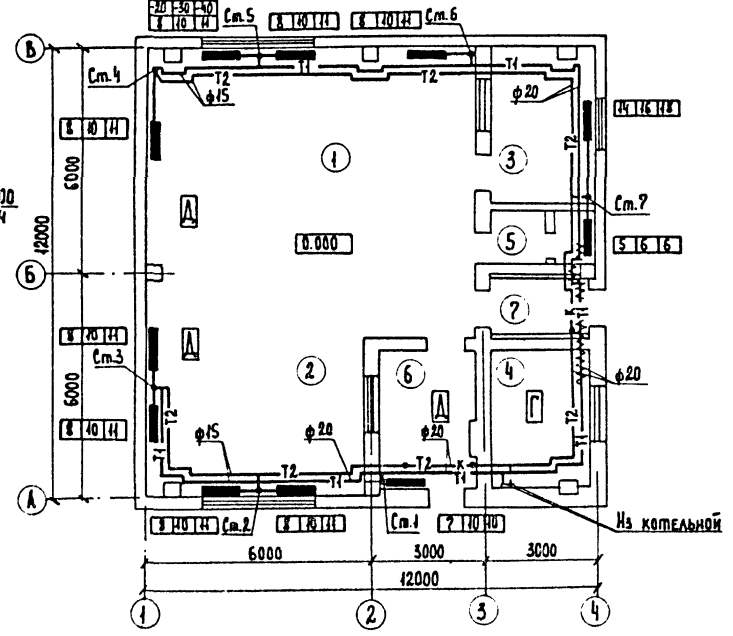 -20 -30 -40
8 10 11
Ст.5
8 10 11
8 10 11
Ст.6
В
Т1
Т1
Т2
Т2
Ст.4
ф15
ф20
14 16 18
8 10 11
6000
1
3
Т2
Т1
Ст.7
Д
12000
0.000
5
5 6 6
Б
7
К
Т1
8 10 11
Д
Ст.3
2
6
4
ф20
6000
Д
Г
8 10 11
Т2
ф15
ф20
ф20
Т2
Т1
Т2
Т2
К
Т1
Т1
Т1
А
8 10 11
Ст.2
8 10 11
Ст.1
7 10 10
Из котельной
6000
3000
3000
12000
1
2
3
4